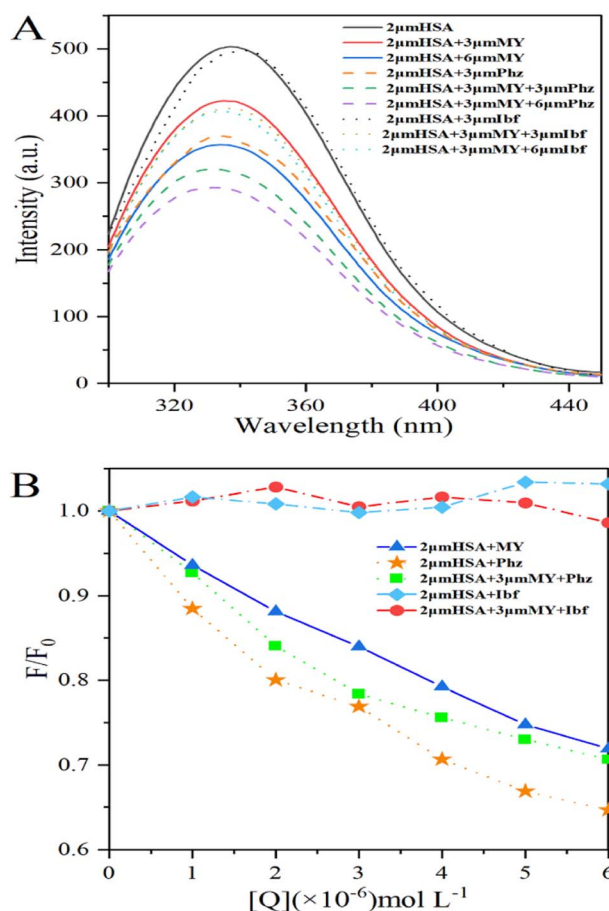 A
2μmHSA
2μmHSA+3μmMY
2μmHSA+6μmMY
2μmHSA+3μmPhz
2μmHSA+3μmMY+3μmPhz
2μmHSA+3μmMY+6μmPhz
2μmHSA+3μmIbf
2μmHSA+3μmMY+3μmIbf
2μmHSA+3μmMY+6μmIbf
500
400
300
200
100
0
Intensity (a.u.)
320
360
400
440
Wavelength (nm)
B
1.0
0.9
0.8
0.7
0.6
F/F₀
2μmHSA+MY
2μmHSA+Phz
2μmHSA+3μmMY+Phz
2μmHSA+Ibf
2μmHSA+3μmMY+Ibf
0
1
2
3
4
5
6
[Q](×10⁻⁶)mol L⁻¹